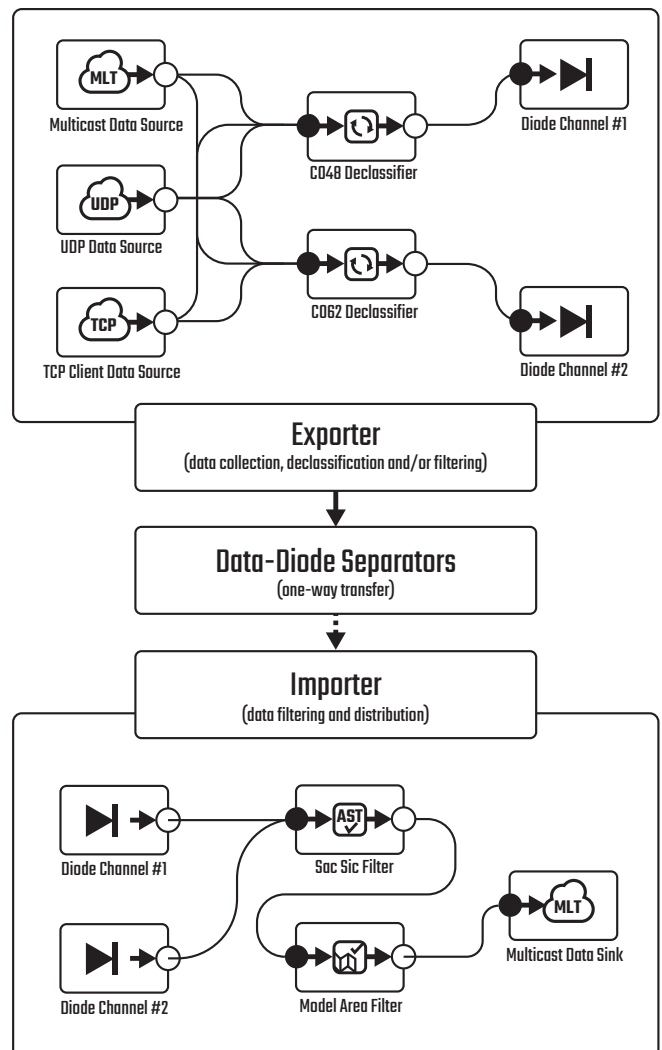 MLT
Multicast Data Source
UDP
UDP Data Source
TCP
TCP Client Data Source
C048 Declassifier
C062 Declassifier
Diode Channel #1
Diode Channel #2
Exporter
(data collection, declassification and/or filtering)
Data-Diode Separators
(one-way transfer)
Importer
(data filtering and distribution)
Diode Channel #1
Diode Channel #2
AST
Sac Sic Filter
Model Area Filter
MLT
Multicast Data Sink